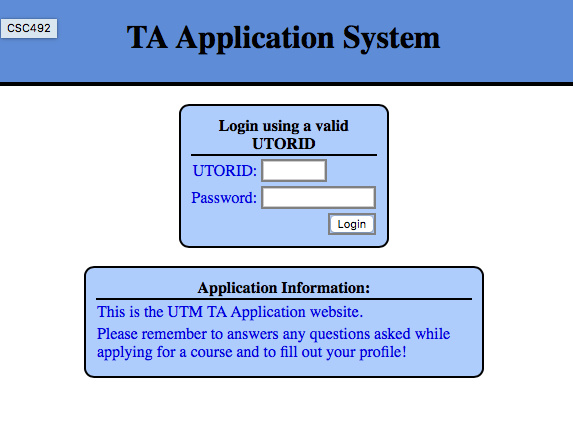 CSC492
TA Application System
Login using a valid
UTORID
UTORID:
Password:
Login
Application Information:
This is the UTM TA Application website.
Please remember to answers any questions asked while
applying for a course and to fill out your profile!